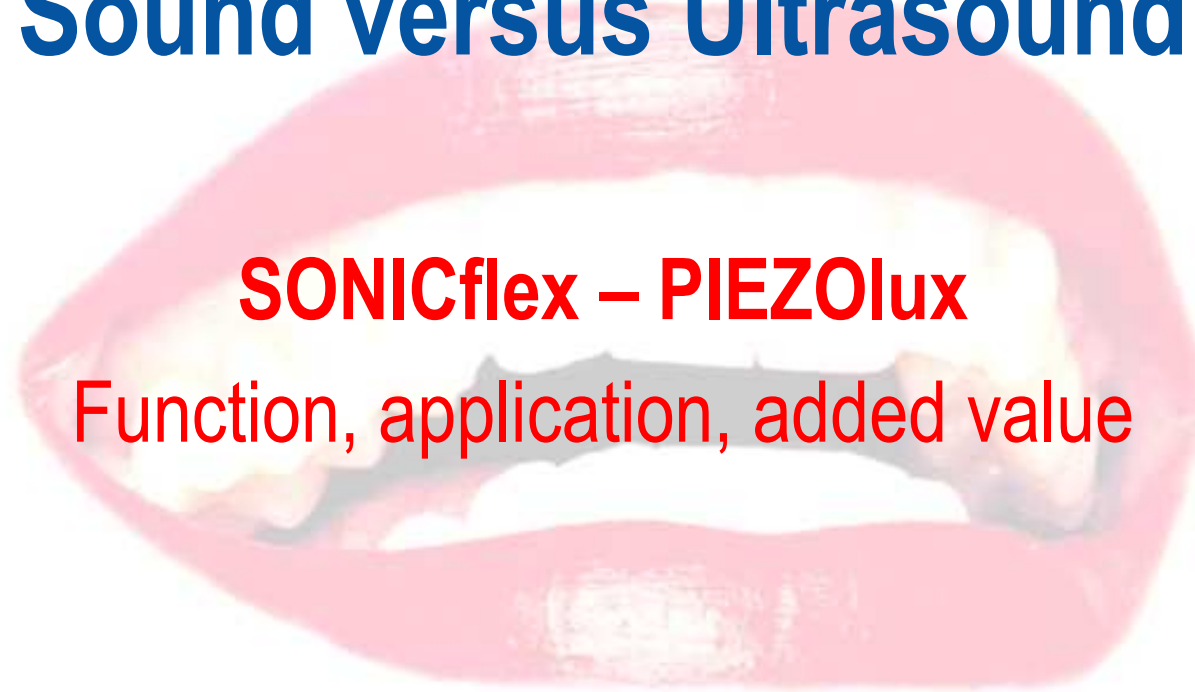 Sound versus Ultrasound
SONICflex – PIEZOlux
Function, application, added value